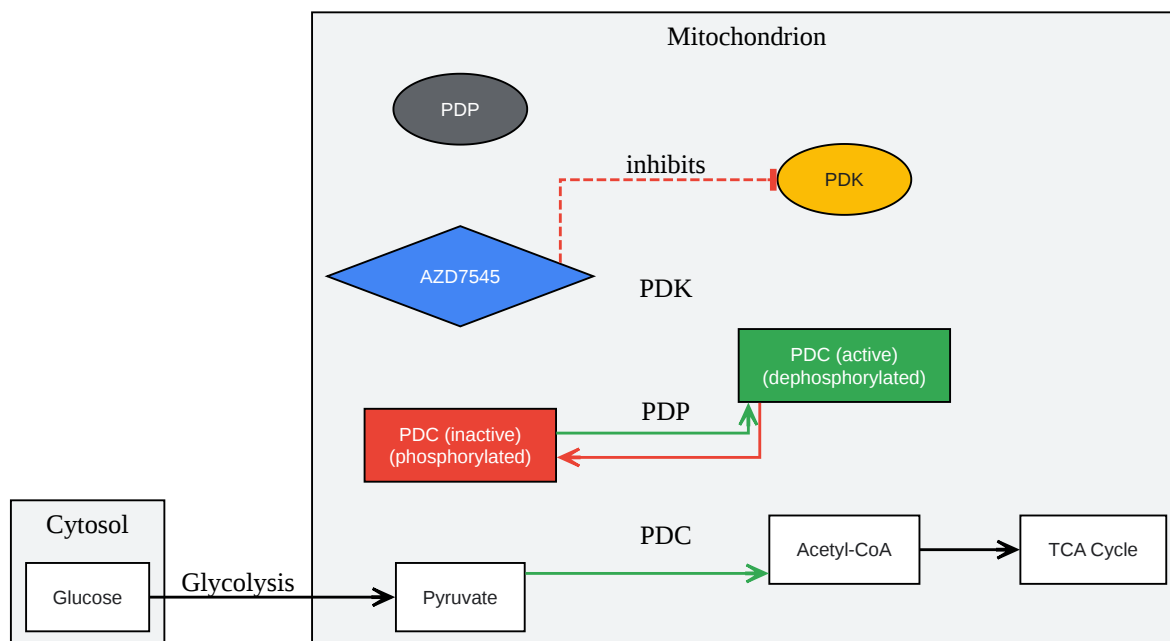 Mitochondrion
PDP
inhibits
PDK
AZD7545
PDK
PDC (active)
(dephosphorylated)
PDP
PDC (inactive)
(phosphorylated)
Cytosol
PDC
Acetyl-CoA
TCA Cycle
Glycolysis
Glucose
Pyruvate